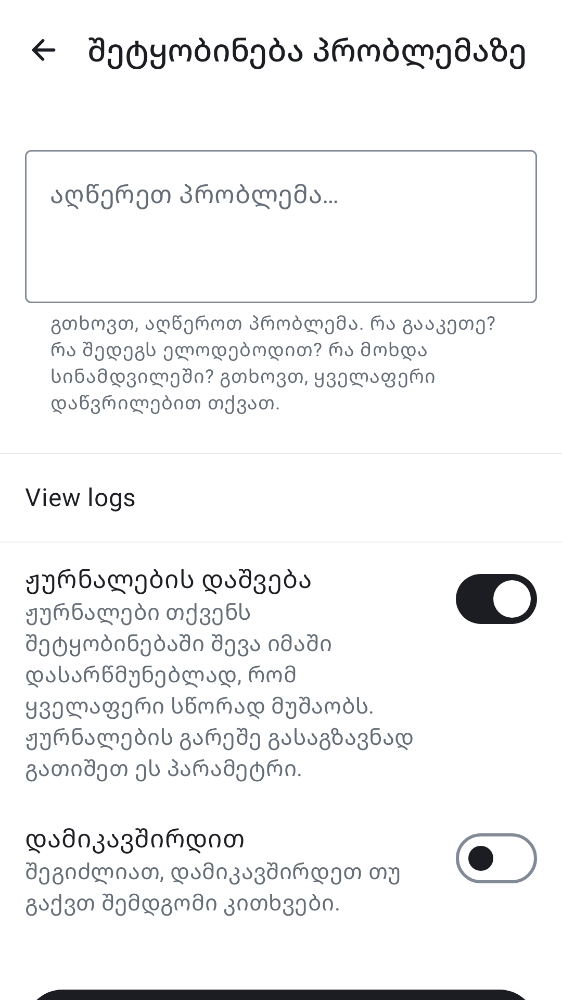 შეტყობინება პრობლემაზე
აღწერეთ პრობლემა...
გთხოვთ, აღწეროთ პრობლემა. რა გააკეთე?
რა შედეგს ელოდებოდით? რა მოხდა
სინამდვილეში? გთხოვთ, ყველაფერი
დაწვრილებით თქვათ.
View logs
ჟურნალების დაშვება
ჟურნალები თქვენს
შეტყობინებაში შევა იმაში
დასარწმუნებლად, რომ
ყველაფერი სწორად მუშაობს.
ჟურნალების გარეშე გასაგზავნად
გათიშეთ ეს პარამეტრი.
დამიკავშირდით
შეგიძლიათ, დამიკავშირდეთ თუ
გაქვთ შემდგომი კითხვები.